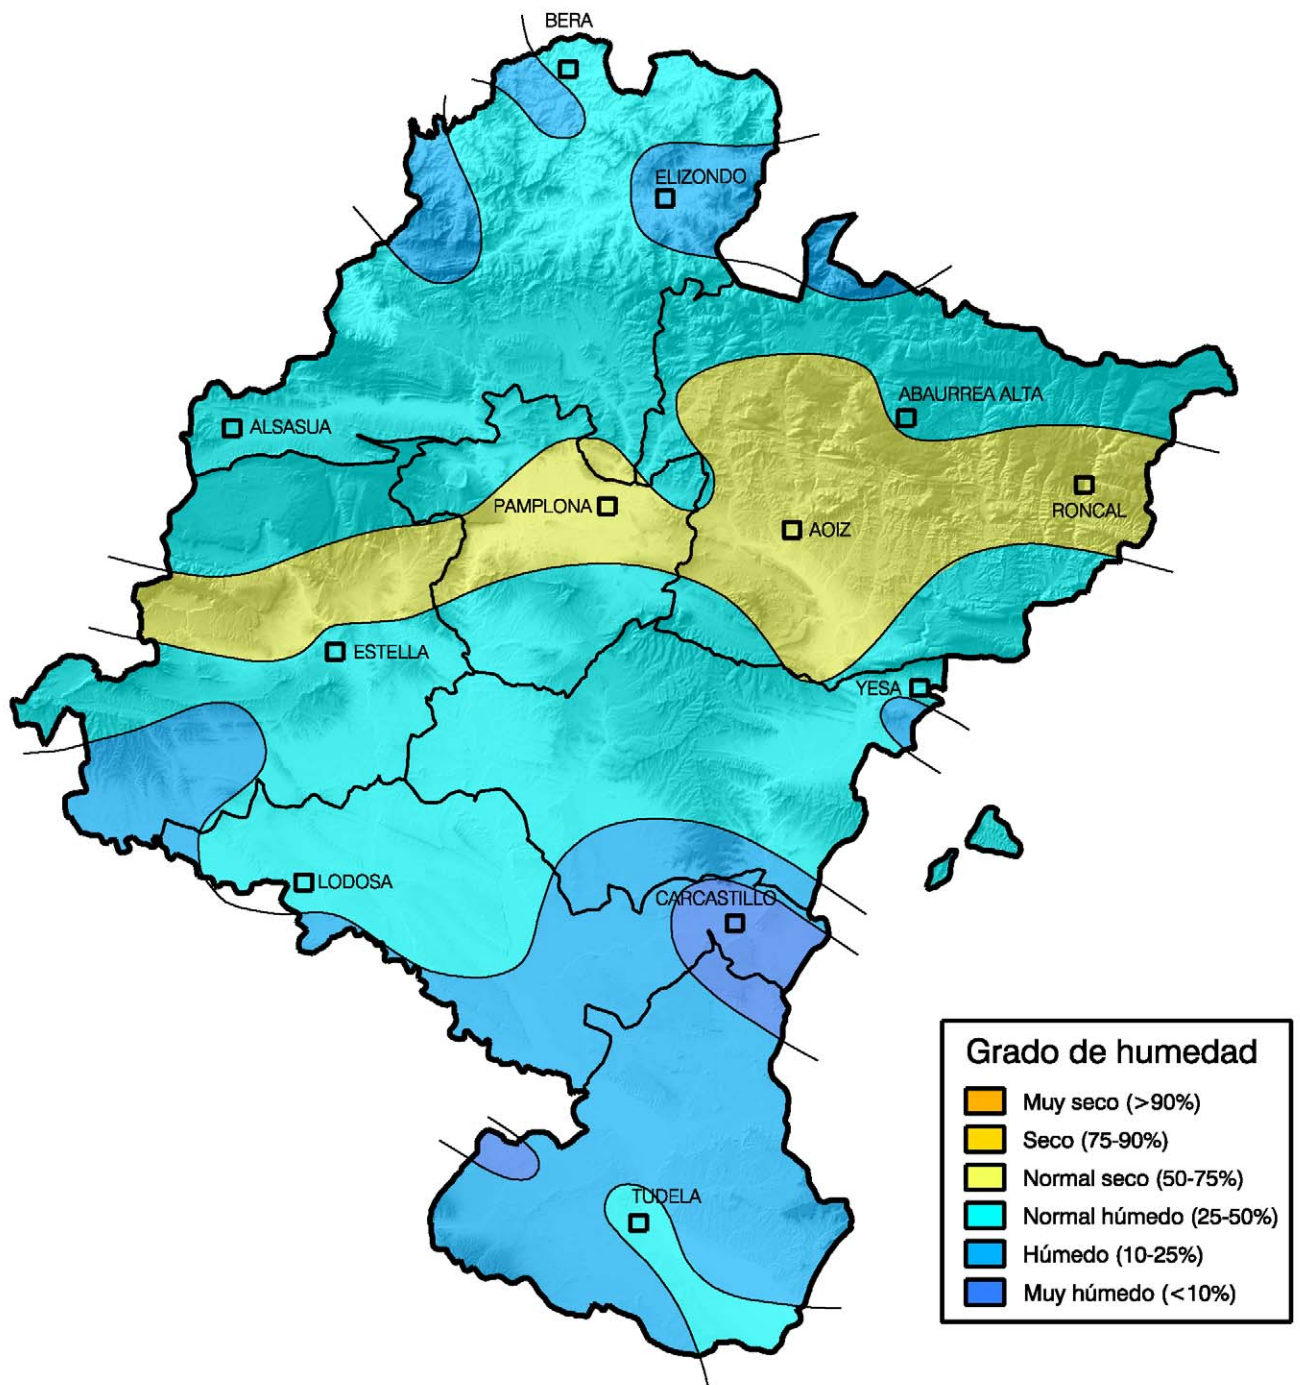 BERA
ELIZONDO
ABAURREA ALTA
ALSASUA
PAMPLONA
RONCAL
AOIZ
ESTELLA
YESA
LODOSA
CARCASTILLO
TUDELA
Grado de humedad
Muy seco (>90%)
Seco (75-90%)
Normal seco (50-75%)
Normal húmedo (25-50%)
Húmedo (10-25%)
Muy húmedo (<10%)